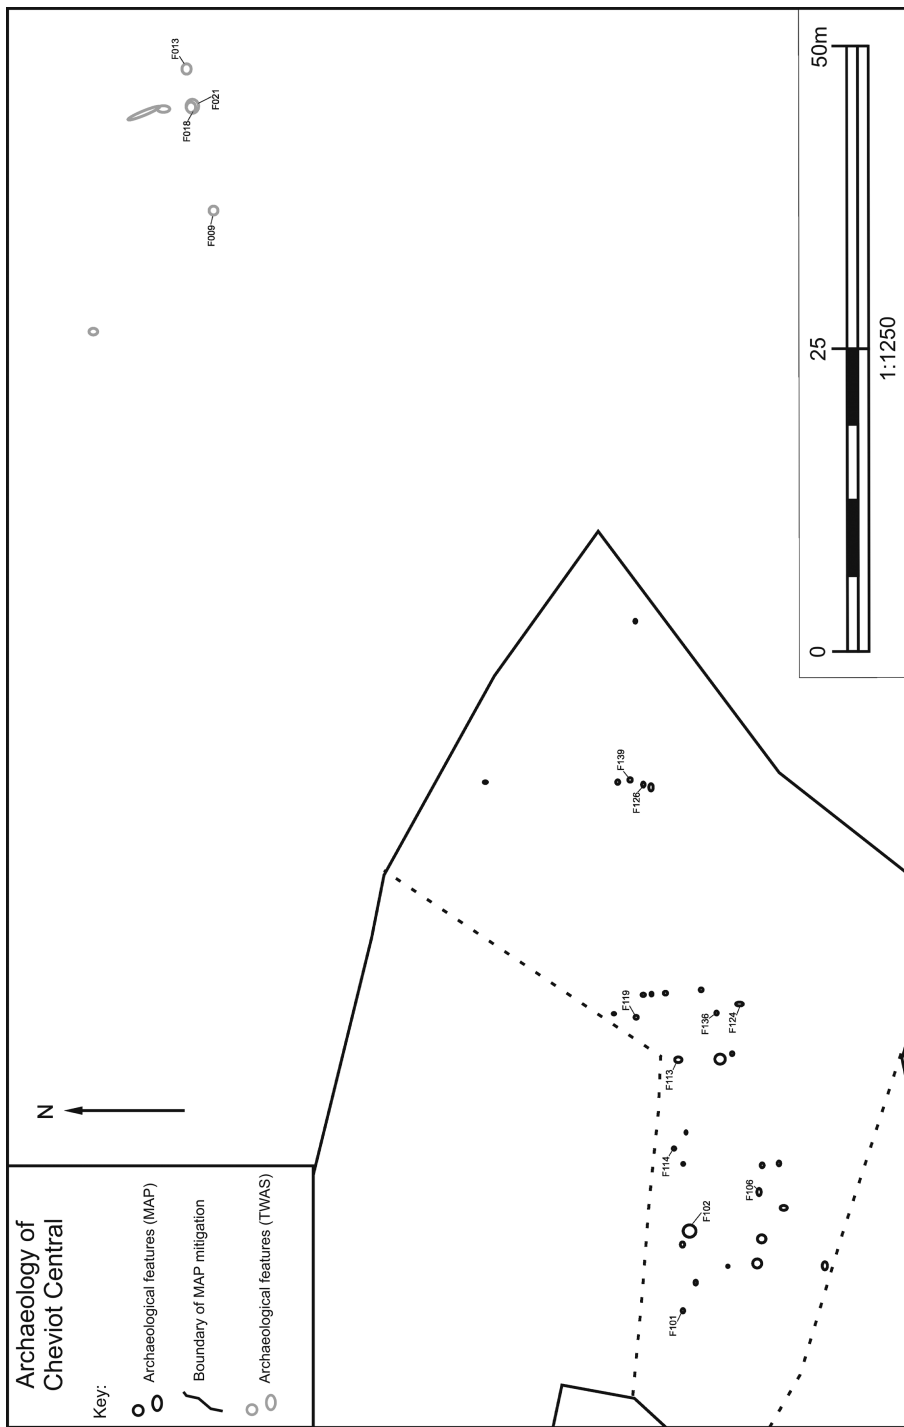 Archaeology of
Cheviot Central
Key:
Archaeological features (MAP)
Boundary of MAP mitigation
Archaeological features (TWAS)
N
F013
F021
F018
F009
F139
F126
F119
F136
F124
F113
F114
F106
F102
F101
0
25
50m
1:1250